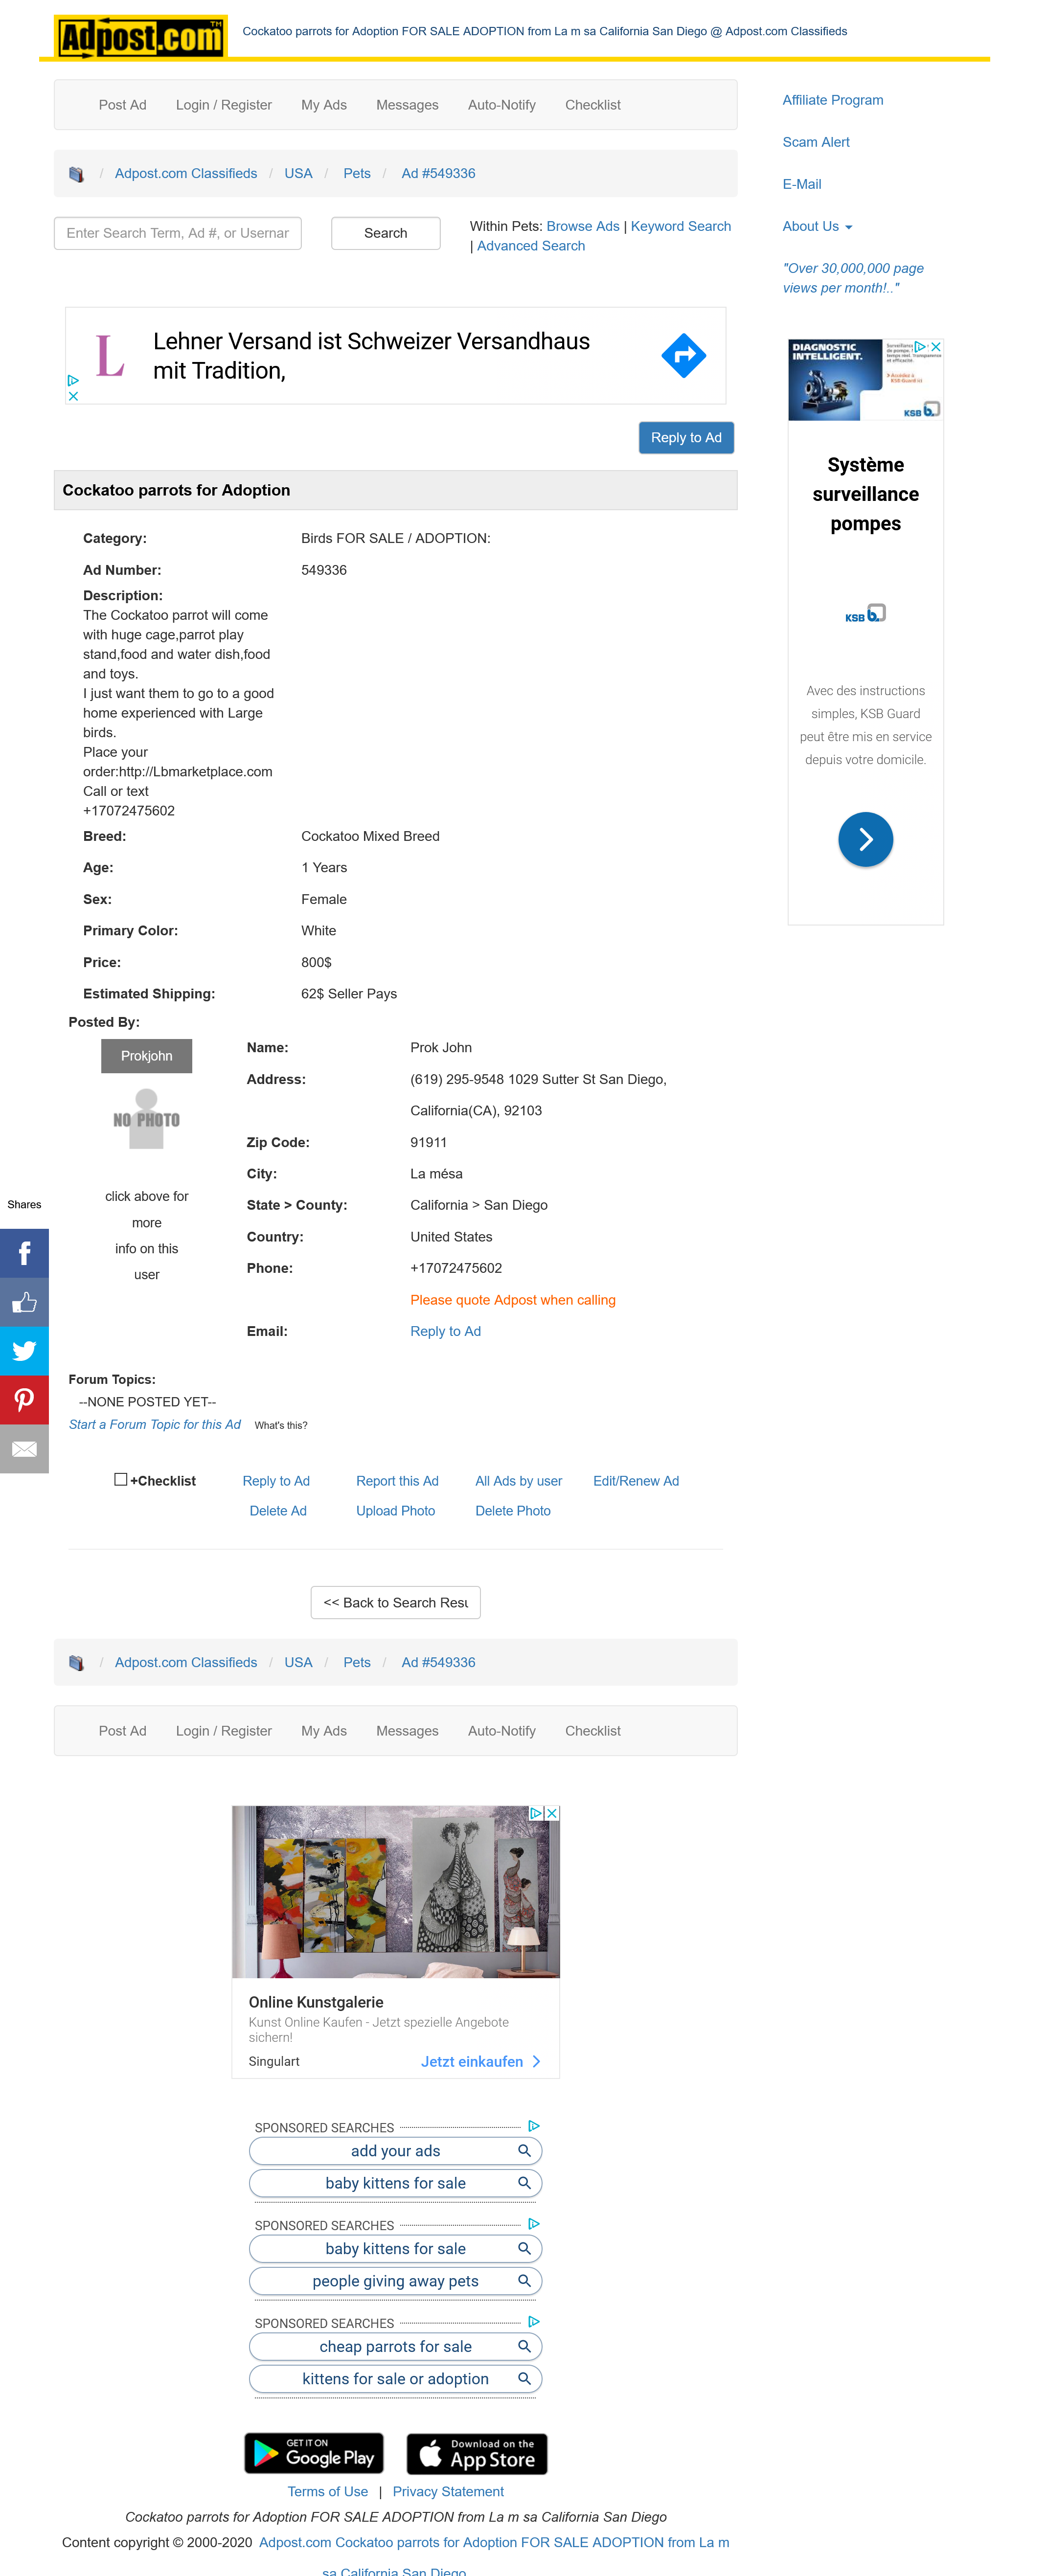 Adpost.com TM
Cockatoo parrots for Adoption FOR SALE ADOPTION from La m sa California San Diego @ Adpost.com Classifieds
Post Ad Login / Register My Ads Messages Auto-Notify Checklist
/ Adpost.com Classifieds / USA / Pets / Ad #549336
Enter Search Term, Ad #, or Usernar
Search
Within Pets: Browse Ads | Keyword Search
| Advanced Search
Affiliate Program
Scam Alert
E-Mail
About Us
"Over 30,000,000 page
views per month!.."
L
Lehner Versand ist Schweizer Versandhaus
mit Tradition,
Reply to Ad
DIAGNOSTIC
INTELLIGENT.
KSB
Système
surveillance
pompes
KSB
Avec des instructions
simples, KSB Guard
peut être mis en service
depuis votre domicile.
Cockatoo parrots for Adoption
Category: Birds FOR SALE / ADOPTION:
Ad Number: 549336
Description:
The Cockatoo parrot will come
with huge cage,parrot play
stand,food and water dish,food
and toys.
I just want them to go to a good
home experienced with Large
birds.
Place your
order:http://Lbmarketplace.com
Call or text
+17072475602
Breed: Cockatoo Mixed Breed
Age: 1 Years
Sex: Female
Primary Color: White
Price: 800$
Estimated Shipping: 62$ Seller Pays
Posted By:
Prokjohn
NO PHOTO
click above for
more
info on this
user
Name: Prok John
Address: (619) 295-9548 1029 Sutter St San Diego,
California(CA), 92103
Zip Code: 91911
City: La mésa
State > County: California > San Diego
Country: United States
Phone: +17072475602
Please quote Adpost when calling
Email: Reply to Ad
Shares
Forum Topics:
--NONE POSTED YET--
Start a Forum Topic for this Ad What's this?
+Checklist Reply to Ad Report this Ad All Ads by user Edit/Renew Ad
Delete Ad Upload Photo Delete Photo
<< Back to Search Resu
/ Adpost.com Classifieds / USA / Pets / Ad #549336
Post Ad Login / Register My Ads Messages Auto-Notify Checklist
Online Kunstgalerie
Kunst Online Kaufen - Jetzt spezielle Angebote
sichern!
Singulart Jetzt einkaufen
SPONSORED SEARCHES
add your ads
baby kittens for sale
SPONSORED SEARCHES
baby kittens for sale
people giving away pets
SPONSORED SEARCHES
cheap parrots for sale
kittens for sale or adoption
GET IT ON
Google Play
Download on the
App Store
Terms of Use | Privacy Statement
Cockatoo parrots for Adoption FOR SALE ADOPTION from La m sa California San Diego
Content copyright © 2000-2020 Adpost.com Cockatoo parrots for Adoption FOR SALE ADOPTION from La m
sa California San Diego